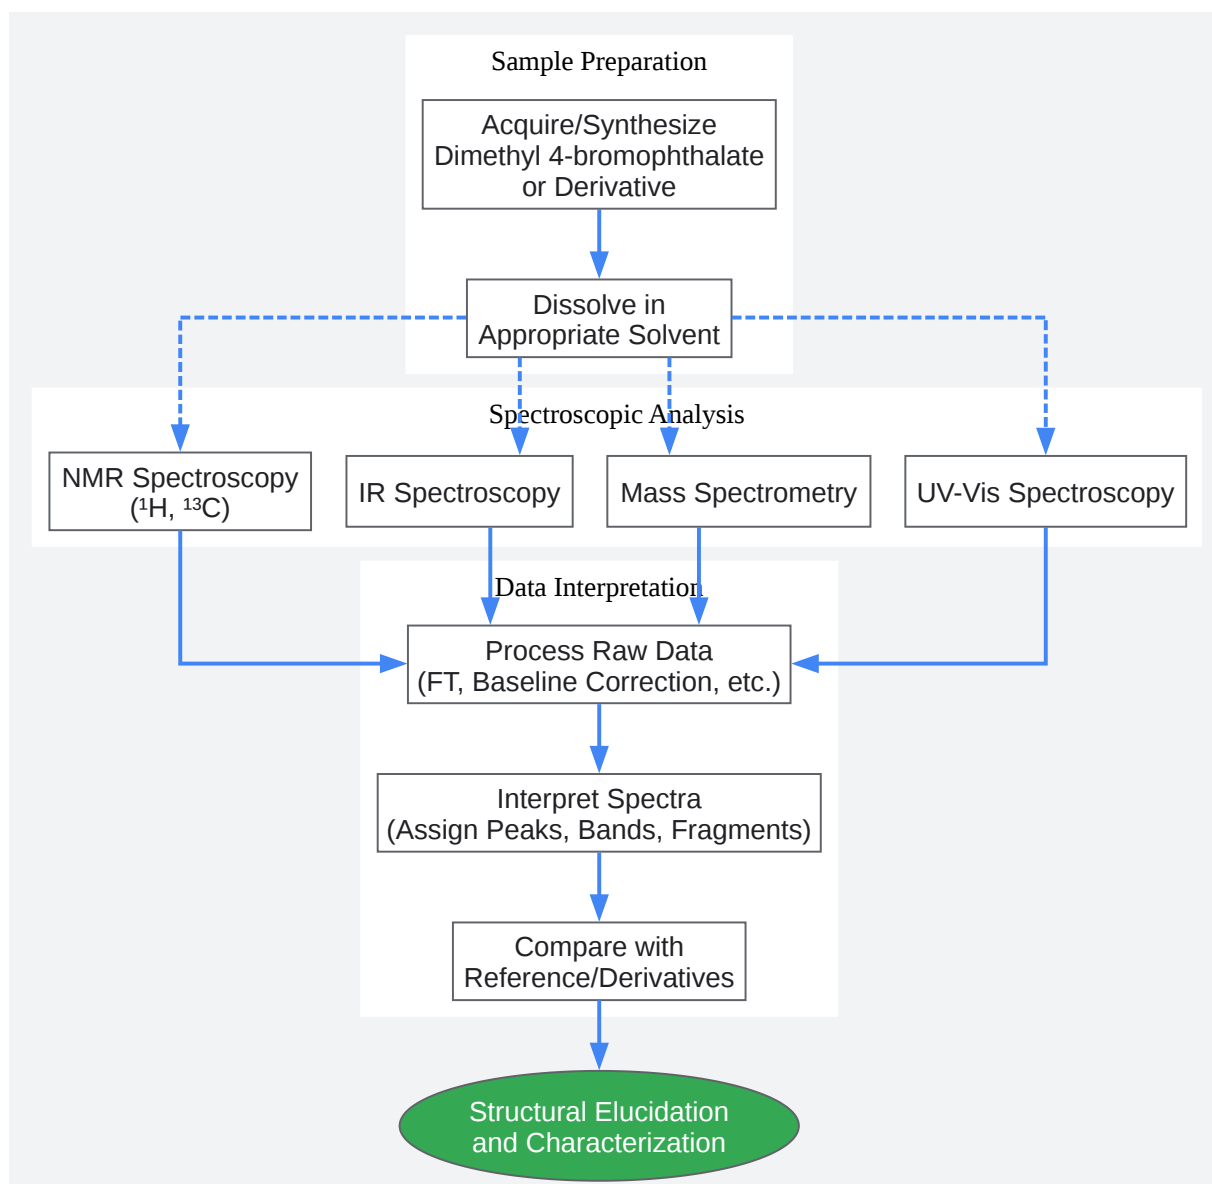 Sample Preparation
Acquire/Synthesize
Dimethyl 4-bromophthalate
or Derivative
Dissolve in
Appropriate Solvent
Spectroscopic Analysis
NMR Spectroscopy
(¹H, ¹³C)
IR Spectroscopy
Mass Spectrometry
UV-Vis Spectroscopy
Data Interpretation
Process Raw Data
(FT, Baseline Correction, etc.)
Interpret Spectra
(Assign Peaks, Bands, Fragments)
Compare with
Reference/Derivatives
Structural Elucidation
and Characterization